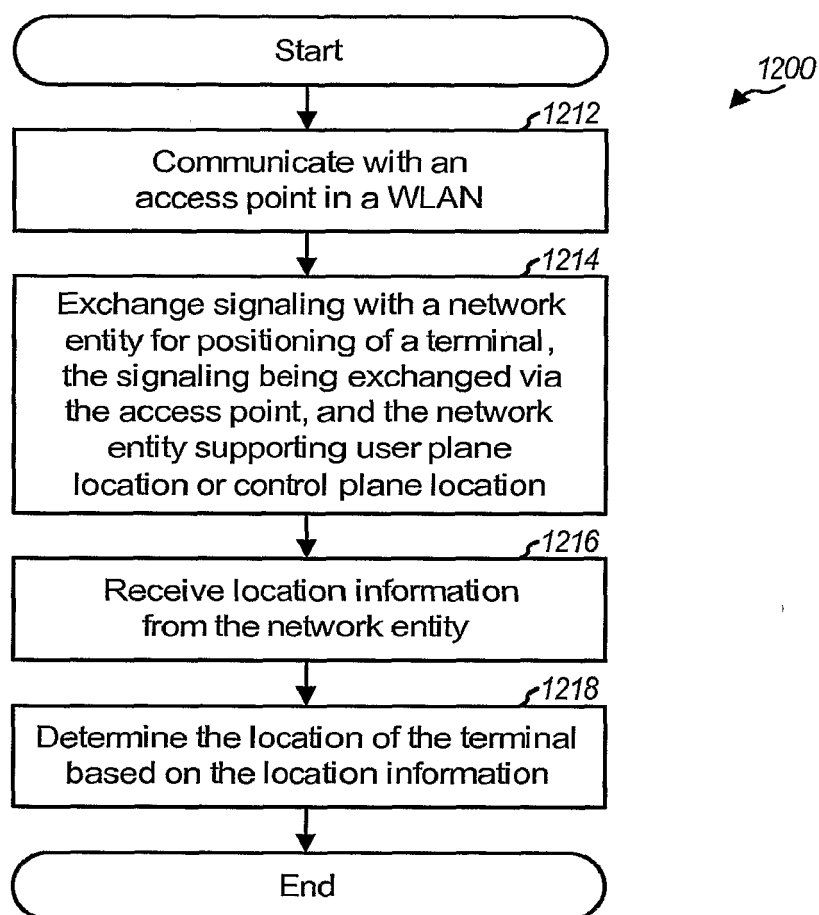 Start
1200
1212
Communicate with an
access point in a WLAN
1214
Exchange signaling with a network
entity for positioning of a terminal,
the signaling being exchanged via
the access point, and the network
entity supporting user plane
location or control plane location
1216
Receive location information
from the network entity
1218
Determine the location of the terminal
based on the location information
End